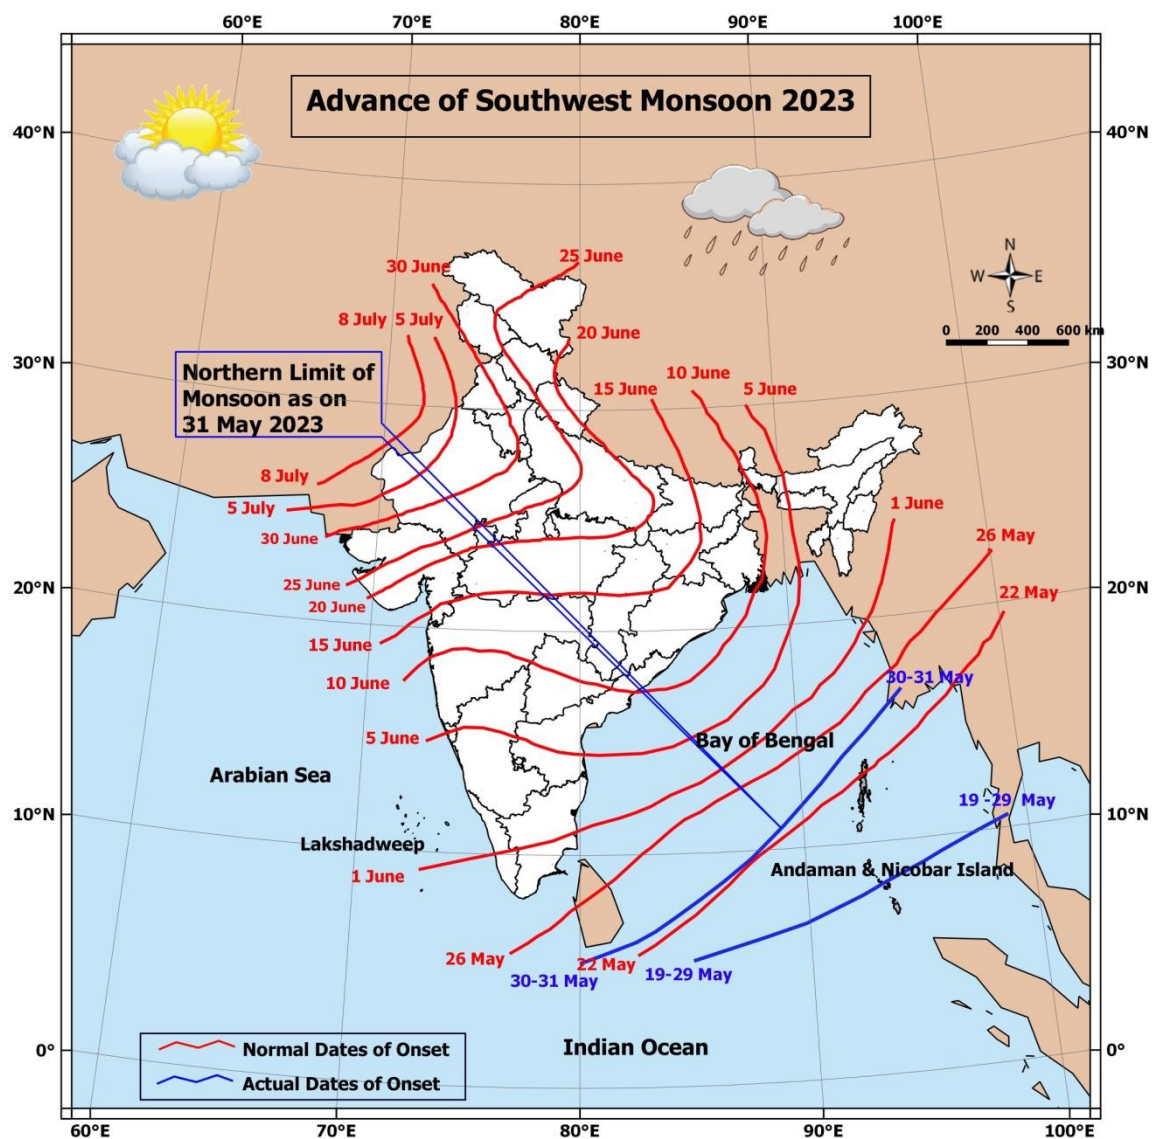 60°E 70°E 80°E 90°E 100°E
Advance of Southwest Monsoon 2023
40°N 40°N
N
W E
S
0 200 400 600 km
30 June
25 June
8 July 5 July
20 June
30°N 30°N
Northern Limit of
Monsoon as on
31 May 2023
15 June
10 June
5 June
8 July
5 July
30 June
1 June
26 May
25 June
20 June
20°N 20°N
22 May
15 June
10 June
30-31 May
5 June
Bay of Bengal
Arabian Sea
19 -29 May
10°N 10°N
Lakshadweep
1 June
Andaman & Nicobar Island
26 May
22 May
30-31 May
19-29 May
Indian Ocean
0° 0°
Normal Dates of Onset
Actual Dates of Onset
60°E 70°E 80°E 90°E 100°E